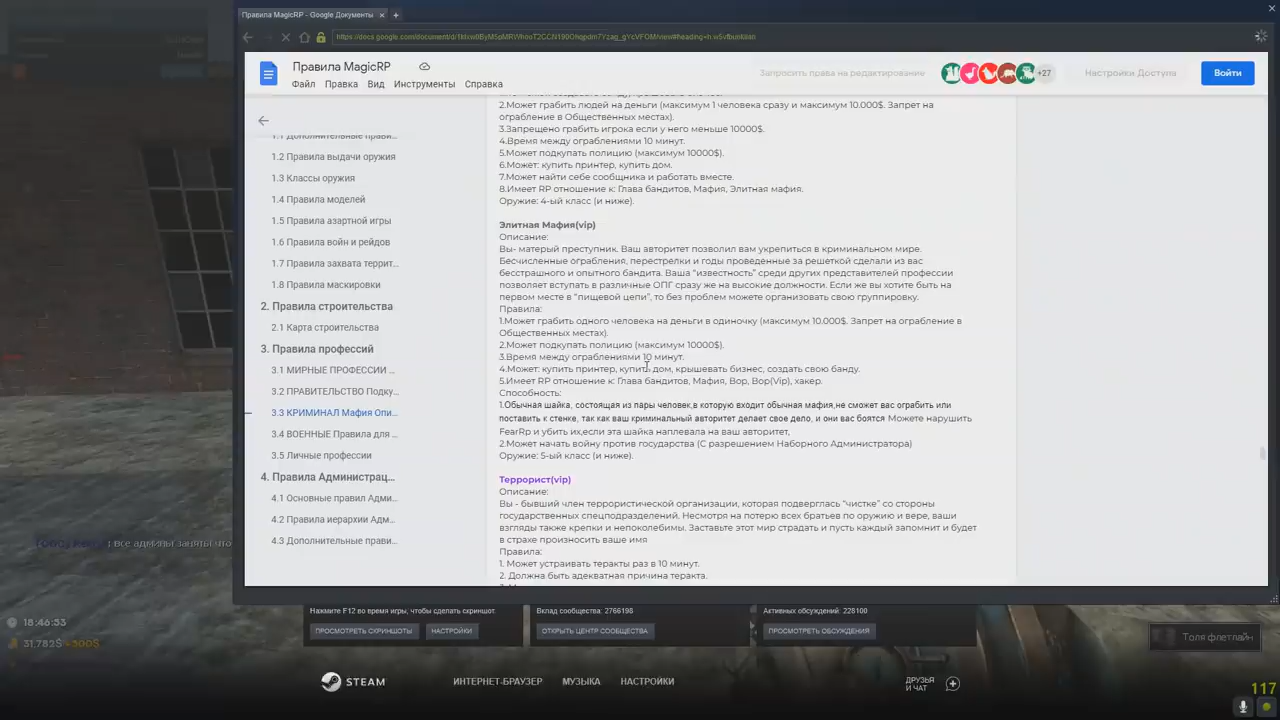 Правила MagicRP - Google Документы
Правила MagicRP
Запросить права на редактирование
+27
Настройки Доступа
Войти
Файл Правка Вид Инструменты Справка
1.2 Правила выдачи оружия
1.3 Классы оружия
1.4 Правила моделей
1.5 Правила азартной игры
1.6 Правила войн и рейдов
1.7 Правила захвата террит...
1.8 Правила маскировки
2. Правила строительства
2.1 Карта строительства
3. Правила профессий
3.1 МИРНЫЕ ПРОФЕССИИ ...
3.2 ПРАВИТЕЛЬСТВО Подку...
3.3 КРИМИНАЛ Мафия Опи...
3.4 ВОЕННЫЕ Правила для ...
3.5 Личные профессии
4. Правила Администрац...
4.1 Основные правил Адми...
4.2 Правила иерархии Адм...
4.3 Дополнительные прави...
2.Может грабить людей на деньги (максимум 1 человека сразу и максимум 10.000$. Запрет на
ограбление в Общественных местах).
3.Запрещено грабить игрока если у него меньше 10000$.
4.Время между ограблениями 10 минут.
5.Может подкупать полицию (максимум 10000$).
6.Может: купить принтер, купить дом.
7.Может найти себе сообщника и работать вместе.
8.Имеет RP отношение к: Глава бандитов, Мафия, Элитная мафия.
Оружие: 4-ый класс (и ниже).
Элитная Мафия(vip)
Описание:
Вы- матерый преступник. Ваш авторитет позволил вам укрепиться в криминальном мире.
Бесчисленные ограбления, перестрелки и годы проведенные за решеткой сделали из вас
бесстрашного и опытного бандита. Ваша "известность" среди других представителей профессии
позволяет вступать в различные ОПГ сразу же на высокие должности. Если же вы хотите быть на
первом месте в "пищевой цепи", то без проблем можете организовать свою группировку.
Правила:
1.Может грабить одного человека на деньги в одиночку (максимум 10.000$. Запрет на ограбление в
Общественных местах).
2.Может подкупать полицию (максимум 10000$).
3.Время между ограблениями 10 минут.
4.Может: купить принтер, купить дом, крышевать бизнес, создать свою банду.
5.Имеет RP отношение к: Глава бандитов, Мафия, Вор, Вор(Vip), хакер.
Способность:
1.Обычная шайка, состоящая из пары человек,в которую входит обычная мафия,не сможет вас ограбить или
поставить к стенке, так как ваш криминальный авторитет делает свое дело, и они вас боятся Можете нарушить
FearRp и убить их,если эта шайка наплевала на ваш авторитет,
2.Может начать войну против государства (С разрешением Наборного Администратора)
Оружие: 5-ый класс (и ниже).
Террорист(vip)
Описание:
Вы - бывший член террористической организации, которая подверглась "чистке" со стороны
государственных спецподразделений. Несмотря на потерю всех братьев по оружию и вере, ваши
взгляды также крепки и непоколебимы. Заставьте этот мир страдать и пусть каждый запомнит и будет
в страхе произносить ваше имя
Правила:
1. Может устраивать теракты раз в 10 минут.
2. Должна быть адекватная причина теракта.
: все админы заняты что
18:46:53
31,782$ +500$
Нажмите F12 во время игры, чтобы сделать скриншот.
ПРОСМОТРЕТЬ СКРИНШОТЫ НАСТРОЙКИ
Вклад сообщества: 2766198
ОТКРЫТЬ ЦЕНТР СООБЩЕСТВА
Активных обсуждений: 228100
ПРОСМОТРЕТЬ ОБСУЖДЕНИЯ
Толя флетлайн
STEAM
ИНТЕРНЕТ-БРАУЗЕР МУЗЫКА НАСТРОЙКИ
ДРУЗЬЯ
И ЧАТ
117